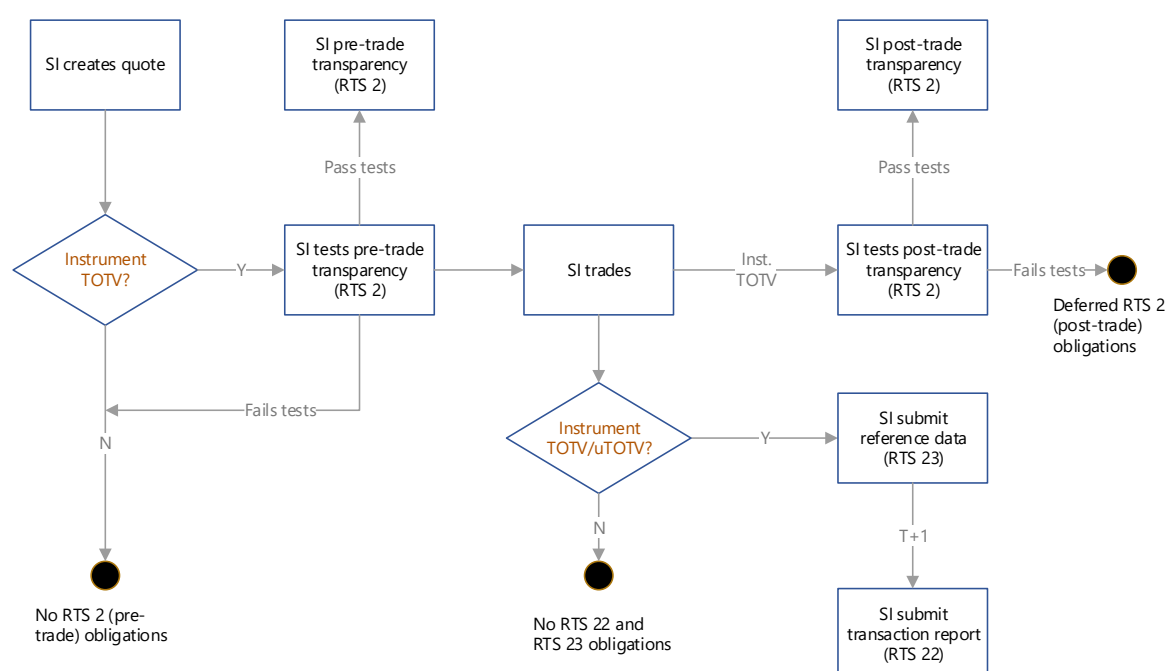 SI creates quote
SI pre-trade
transparency
(RTS 2)
SI post-trade
transparency
(RTS 2)
Pass tests
Pass tests
Instrument
TOTV?
Y
SI tests pre-trade
transparency
(RTS 2)
SI trades
Inst.
TOTV
SI tests post-trade
transparency
(RTS 2)
Fails tests
Deferred RTS 2
(post-trade)
obligations
Fails tests
N
Instrument
TOTV/uTOTV?
Y
SI submit
reference data
(RTS 23)
N
T+1
No RTS 2 (pre-
trade) obligations
No RTS 22 and
RTS 23 obligations
SI submit
transaction report
(RTS 22)